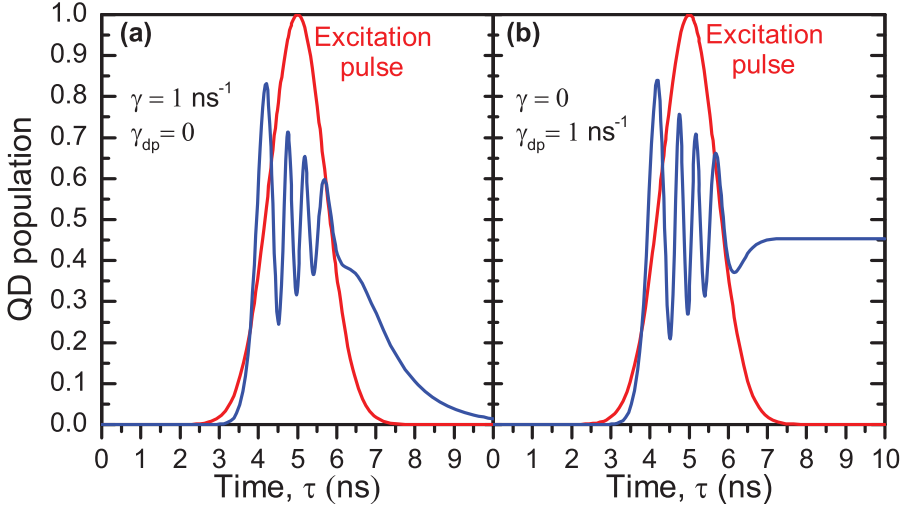 (a)
Excitation
pulse
γ = 1 ns⁻¹
γdp= 0
(b)
Excitation
pulse
γ = 0
γdp= 1 ns⁻¹
QD population
1.0
0.9
0.8
0.7
0.6
0.5
0.4
0.3
0.2
0.1
0.0
0 1 2 3 4 5 6 7 8 9 0 1 2 3 4 5 6 7 8 9 10
Time, τ (ns) Time, τ (ns)